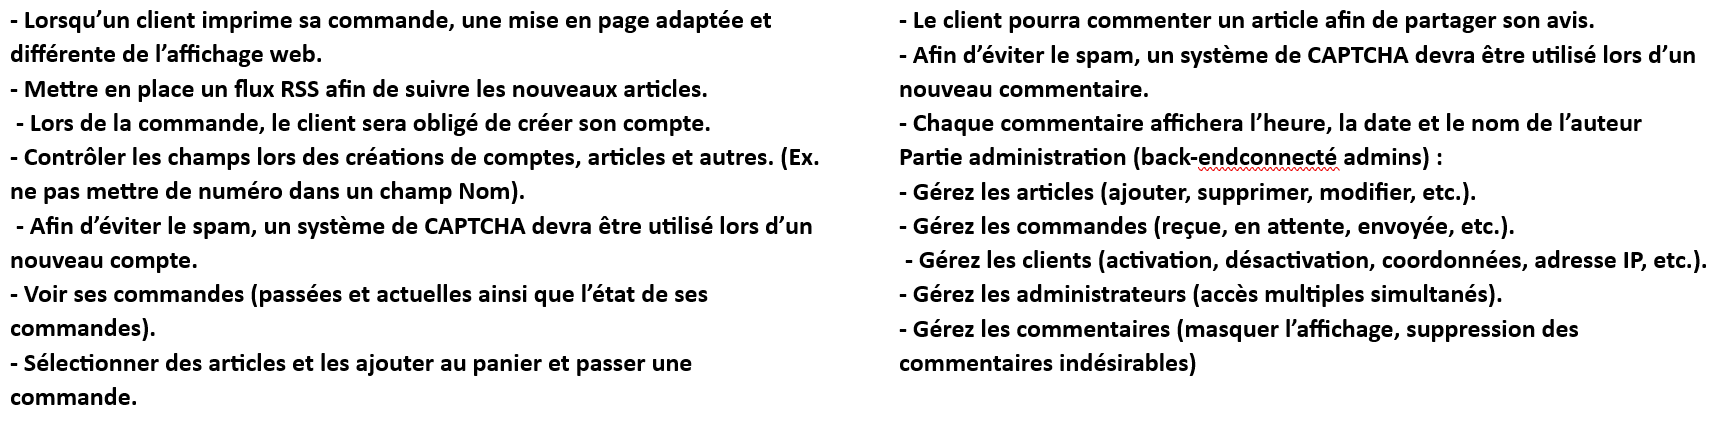 - Lorsqu’un client imprime sa commande, une mise en page adaptée et
différente de l’affichage web.
- Mettre en place un flux RSS afin de suivre les nouveaux articles.
- Lors de la commande, le client sera obligé de créer son compte.
- Contrôler les champs lors des créations de comptes, articles et autres. (Ex.
ne pas mettre de numéro dans un champ Nom).
- Afin d’éviter le spam, un système de CAPTCHA devra être utilisé lors d’un
nouveau compte.
- Voir ses commandes (passées et actuelles ainsi que l’état de ses
commandes).
- Sélectionner des articles et les ajouter au panier et passer une
commande.
- Le client pourra commenter un article afin de partager son avis.
- Afin d’éviter le spam, un système de CAPTCHA devra être utilisé lors d’un
nouveau commentaire.
- Chaque commentaire affichera l’heure, la date et le nom de l’auteur
Partie administration (back-endconnecté admins) :
- Gérez les articles (ajouter, supprimer, modifier, etc.).
- Gérez les commandes (reçue, en attente, envoyée, etc.).
- Gérez les clients (activation, désactivation, coordonnées, adresse IP, etc.).
- Gérez les administrateurs (accès multiples simultanés).
- Gérez les commentaires (masquer l’affichage, suppression des
commentaires indésirables)